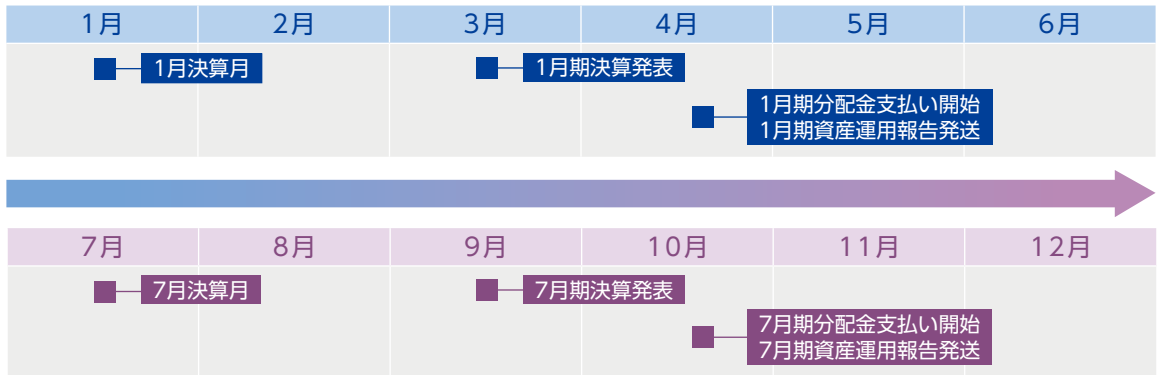 1月 2月 3月 4月 5月 6月
1月決算月
1月期決算発表
1月期分配金支払い開始
1月期資産運用報告発送
7月 8月 9月 10月 11月 12月
7月決算月
7月期決算発表
7月期分配金支払い開始
7月期資産運用報告発送